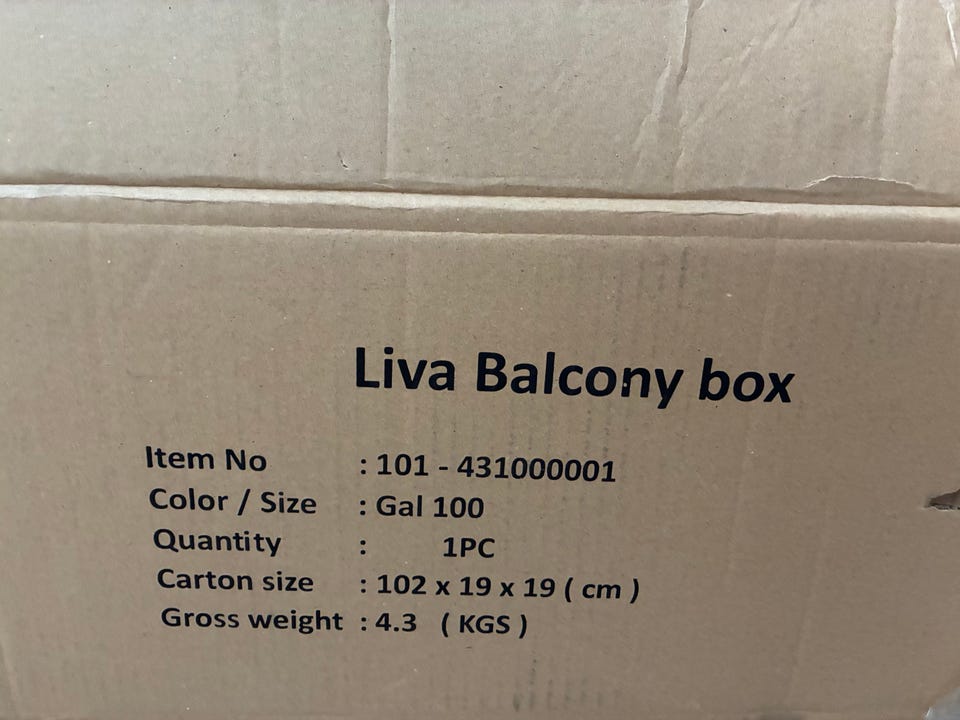 Liva Balcony box
Item No : 101 - 431000001
Color / Size : Gal 100
Quantity : 1PC
Carton size : 102 x 19 x 19 ( cm )
Gross weight : 4.3 ( KGS )